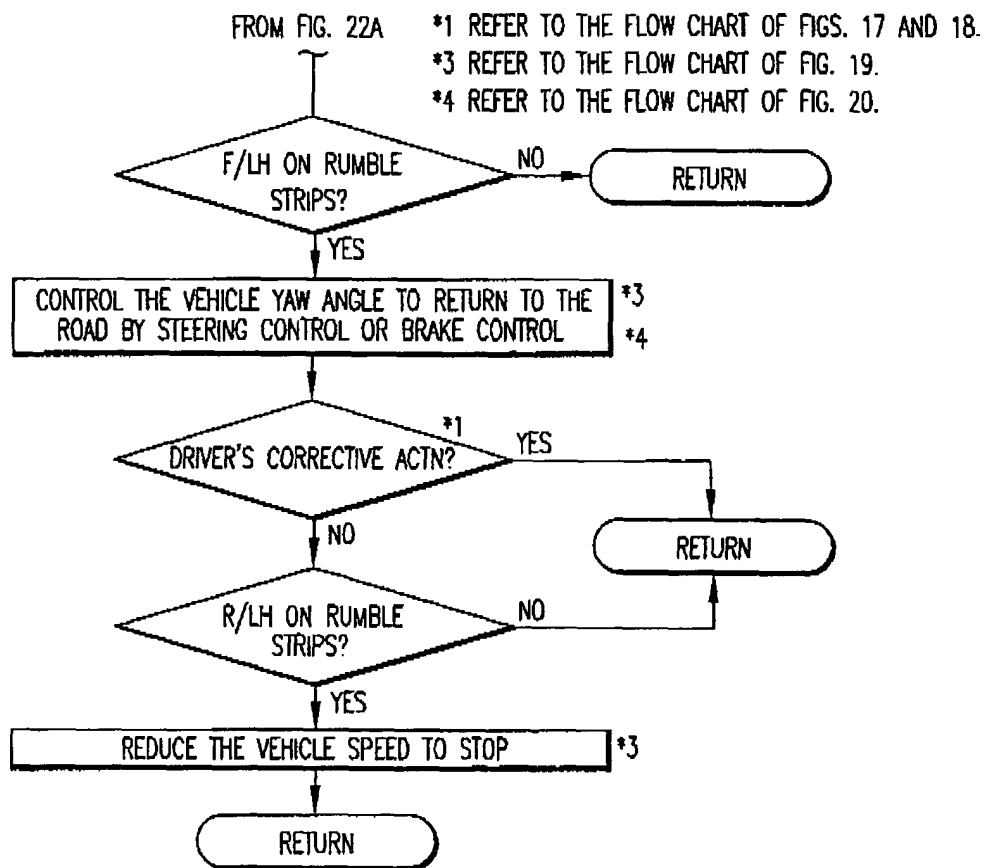 FROM FIG. 22A
*1 REFER TO THE FLOW CHART OF FIGS. 17 AND 18.
*3 REFER TO THE FLOW CHART OF FIG. 19.
*4 REFER TO THE FLOW CHART OF FIG. 20.
F/LH ON RUMBLE
STRIPS?
NO
RETURN
YES
CONTROL THE VEHICLE YAW ANGLE TO RETURN TO THE
ROAD BY STEERING CONTROL OR BRAKE CONTROL
*3
*4
*1
DRIVER'S CORRECTIVE ACTN?
YES
NO
RETURN
R/LH ON RUMBLE
STRIPS?
NO
YES
REDUCE THE VEHICLE SPEED TO STOP
*3
RETURN